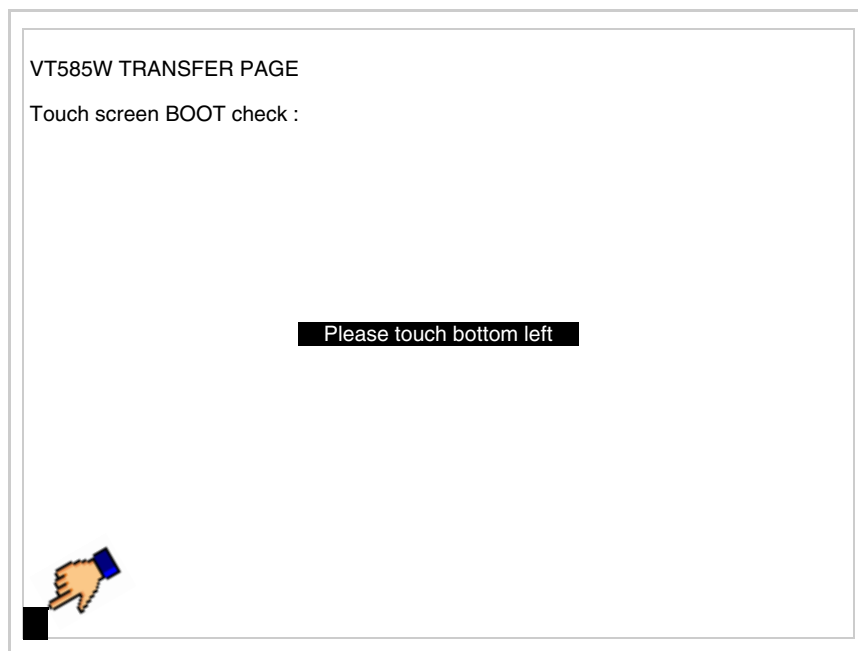 VT585W TRANSFER PAGE
Touch screen BOOT check :
Please touch bottom left